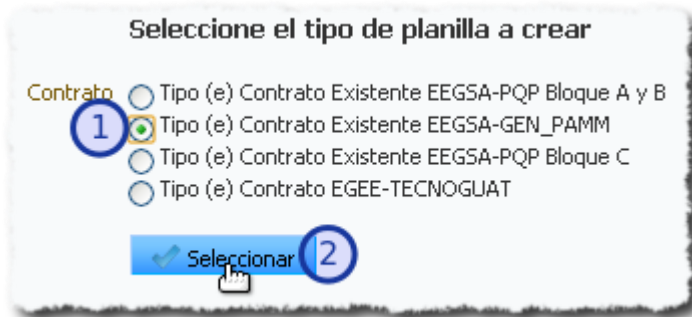 Seleccione el tipo de planilla a crear
Contrato Tipo (e) Contrato Existente EEGSA-PQP Bloque A y B
1 Tipo (e) Contrato Existente EEGSA-GEN_PAMM
Tipo (e) Contrato Existente EEGSA-PQP Bloque C
Tipo (e) Contrato EGEE-TECNOGUAT
Seleccionar 2